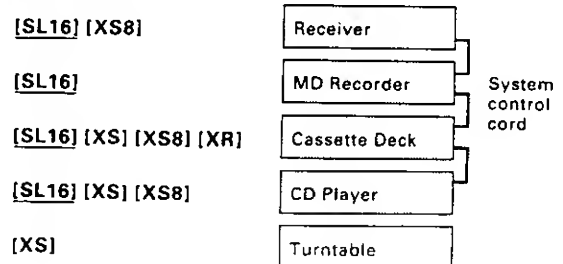 [SL16] [XS8] Receiver
[SL16] MD Recorder
System
control
cord
[SL16] [XS] [XS8] [XR] Cassette Deck
[SL16] [XS] [XS8] CD Player
[XS] Turntable